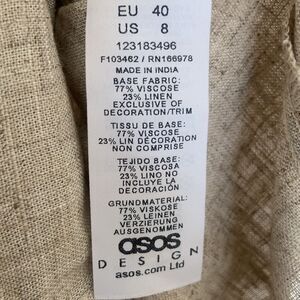 EU 40
US 8
123183496
F103462 / RN166978
MADE IN INDIA
BASE FABRIC:
77% VISCOSE
23% LINEN
EXCLUSIVE OF
DECORATION/TRIM
TISSU DE BASE:
77% VISCOSE
23% LIN DÉCORATION
NON COMPRISE
TEJIDO BASE:
77% VISCOSA
23% LINO NO
INCLUYE LA
DECORACIÓN
GRUNDMATERIAL:
77% VISKOSE
23% LEINEN
VERZIERUNG
AUSGENOMMEN
asos
DESIGN
asos.com Ltd